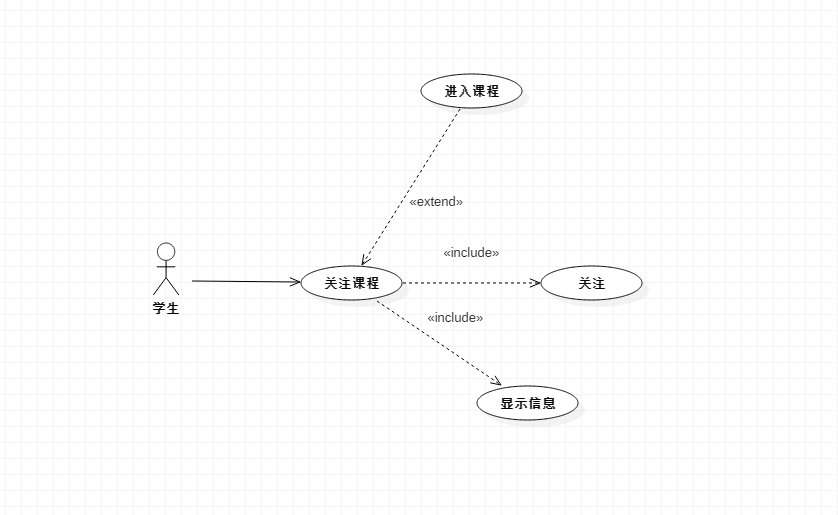 进入课程
«extend»
«include»
学生
关注课程
关注
«include»
显示信息